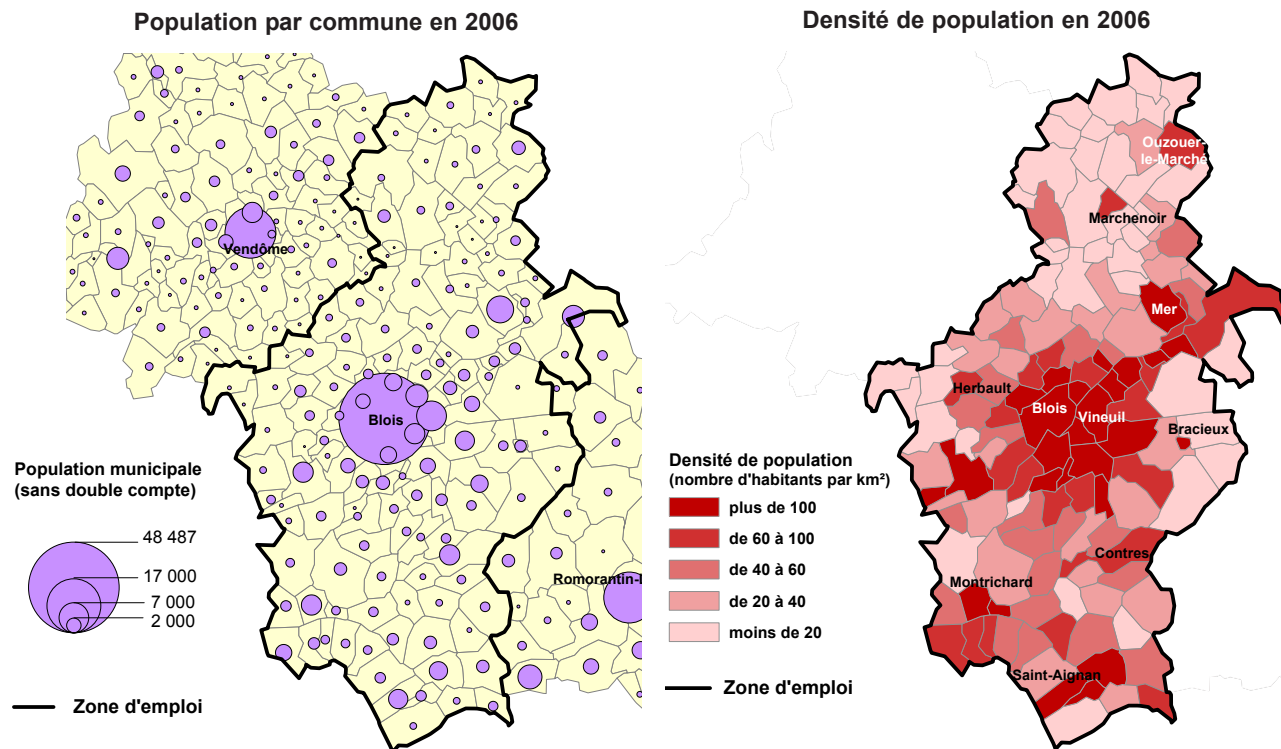 Population par commune en 2006
Vendôme
Blois
Romorantin-L
Population municipale
(sans double compte)
48 487
17 000
7 000
2 000
Zone d'emploi
Densité de population en 2006
Ouzouer-
le-Marché
Marchenoir
Mer
Herbault
Blois
Vineuil
Bracieux
Contres
Montrichard
Saint-Aignan
Densité de population
(nombre d'habitants par km²)
plus de 100
de 60 à 100
de 40 à 60
de 20 à 40
moins de 20
Zone d'emploi